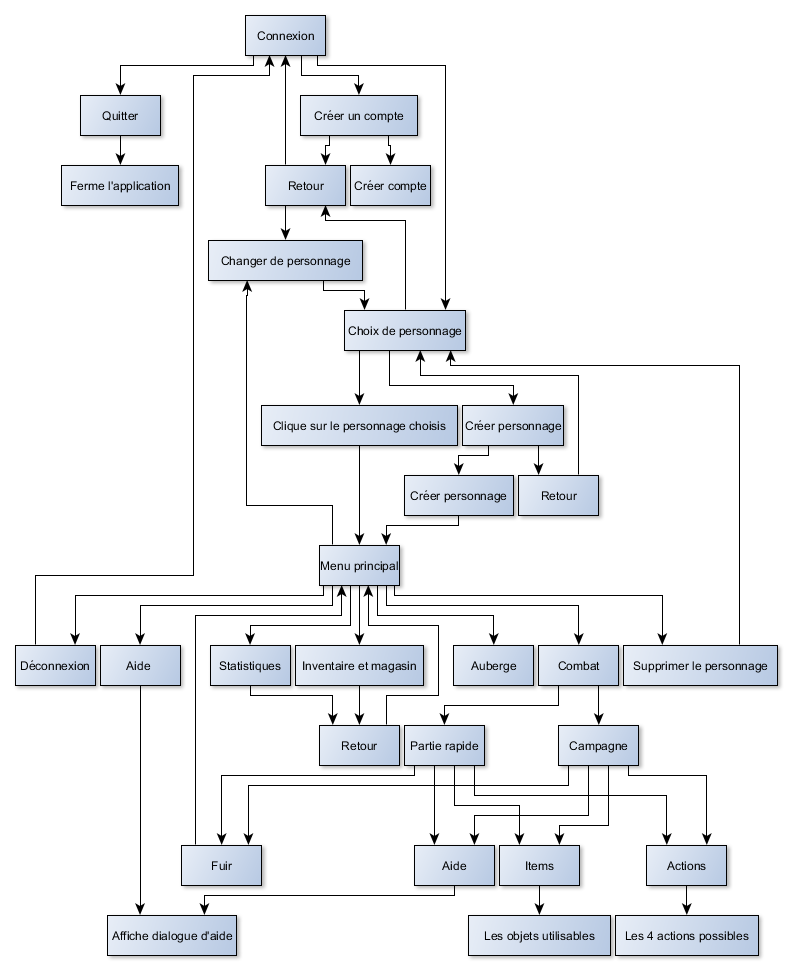 Connexion
Quitter
Créer un compte
Ferme l'application
Retour
Créer compte
Changer de personnage
Choix de personnage
Clique sur le personnage choisis
Créer personnage
Créer personnage
Retour
Menu principal
Déconnexion
Aide
Statistiques
Inventaire et magasin
Auberge
Combat
Supprimer le personnage
Retour
Partie rapide
Campagne
Fuir
Aide
Items
Actions
Affiche dialogue d'aide
Les objets utilisables
Les 4 actions possibles